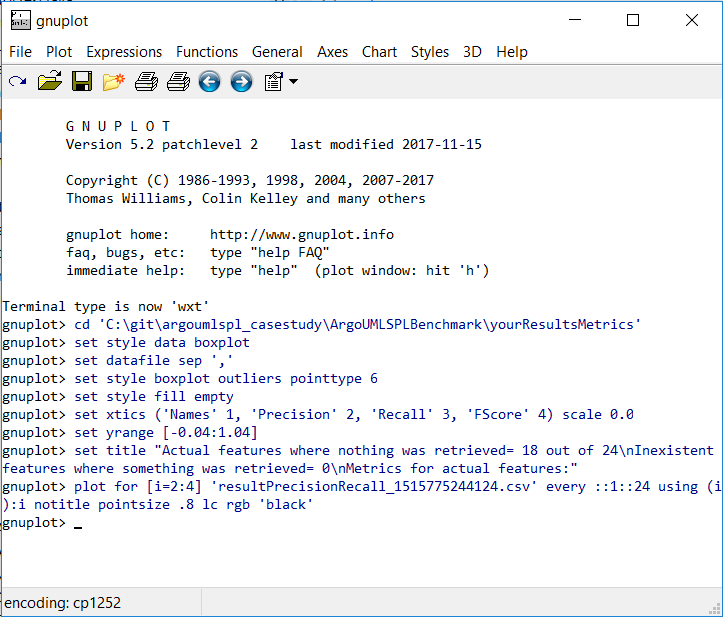 gnuplot
File Plot Expressions Functions General Axes Chart Styles 3D Help
G N U P L O T
Version 5.2 patchlevel 2    last modified 2017-11-15
Copyright (C) 1986-1993, 1998, 2004, 2007-2017
Thomas Williams, Colin Kelley and many others
gnuplot home:     http://www.gnuplot.info
faq, bugs, etc:   type "help FAQ"
immediate help:   type "help"  (plot window: hit 'h')
Terminal type is now 'wxt'
gnuplot> cd 'C:\git\argoumlspl_casestudy\ArgoUMLSPLBenchmark\yourResultsMetrics'
gnuplot> set style data boxplot
gnuplot> set datafile sep ','
gnuplot> set style boxplot outliers pointtype 6
gnuplot> set style fill empty
gnuplot> set xtics ('Names' 1, 'Precision' 2, 'Recall' 3, 'FScore' 4) scale 0.0
gnuplot> set yrange [-0.04:1.04]
gnuplot> set title "Actual features where nothing was retrieved= 18 out of 24\nInexistent
features where something was retrieved= 0\nMetrics for actual features:"
gnuplot> plot for [i=2:4] 'resultPrecisionRecall_1515775244124.csv' every ::1::24 using (i
):i notitle pointsize .8 lc rgb 'black'
gnuplot> _
encoding: cp1252